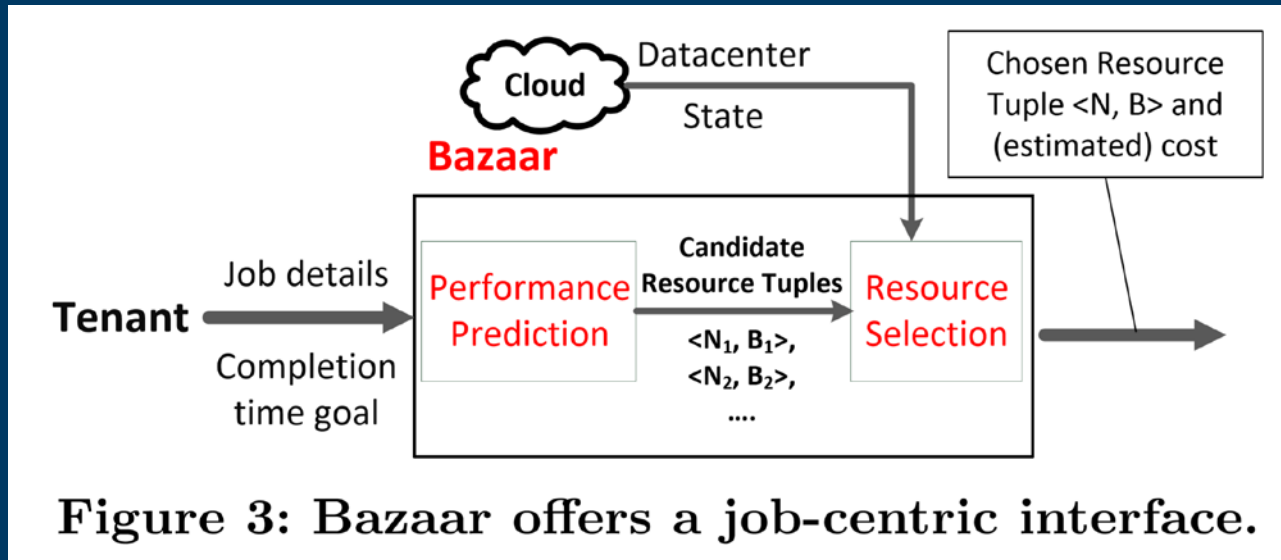 Cloud
Datacenter
State
Bazaar
Chosen Resource
Tuple <N, B> and
(estimated) cost
Tenant
Job details
Completion
time goal
Performance
Prediction
Candidate
Resource Tuples
<N₁, B₁>,
<N₂, B₂>,
....
Resource
Selection
Figure 3: Bazaar offers a job-centric interface.